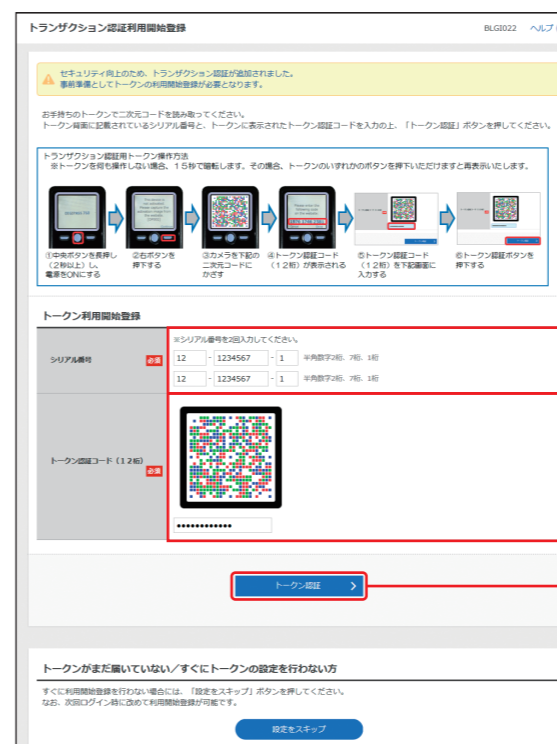 トランザクション認証利用開始登録
BLGI022 ヘルプ
セキュリティ向上のため、トランザクション認証が追加されました。
事前準備としてトークンの利用開始登録が必要となります。
お手持ちのトークンで二次元コードを読み取ってください。
トークン背面に記載されているシリアル番号と、トークンに表示されたトークン認証コードを入力の上、「トークン認証」ボタンを押してください。
トランザクション認証用トークン操作方法
※トークンを何も操作しない場合、15秒で暗転します。その場合、トークンのいずれかのボタンを押下いただけますと再表示いたします。
①中央ボタンを長押し
(2秒以上)し、
電源をONにする
②右ボタンを
押下する
③カメラを下記の
二次元コードに
かざす
④トークン認証コード
(12桁)が表示される
⑤トークン認証コード
(12桁)を下記画面に
入力する
⑥トークン認証ボタンを
押下する
トークン利用開始登録
シリアル番号
必須
※シリアル番号を2回入力してください。
12 - 1234567 - 1 半角数字2桁、7桁、1桁
12 - 1234567 - 1 半角数字2桁、7桁、1桁
トークン認証コード(12桁)
必須
●●●●●●●●●●●●
トークン認証
トークンがまだ届いていない/すぐにトークンの設定を行わない方
すぐに利用開始登録を行わない場合には、「設定をスキップ」ボタンを押してください。
なお、次回ログイン時に改めて利用開始登録が可能です。
設定をスキップ